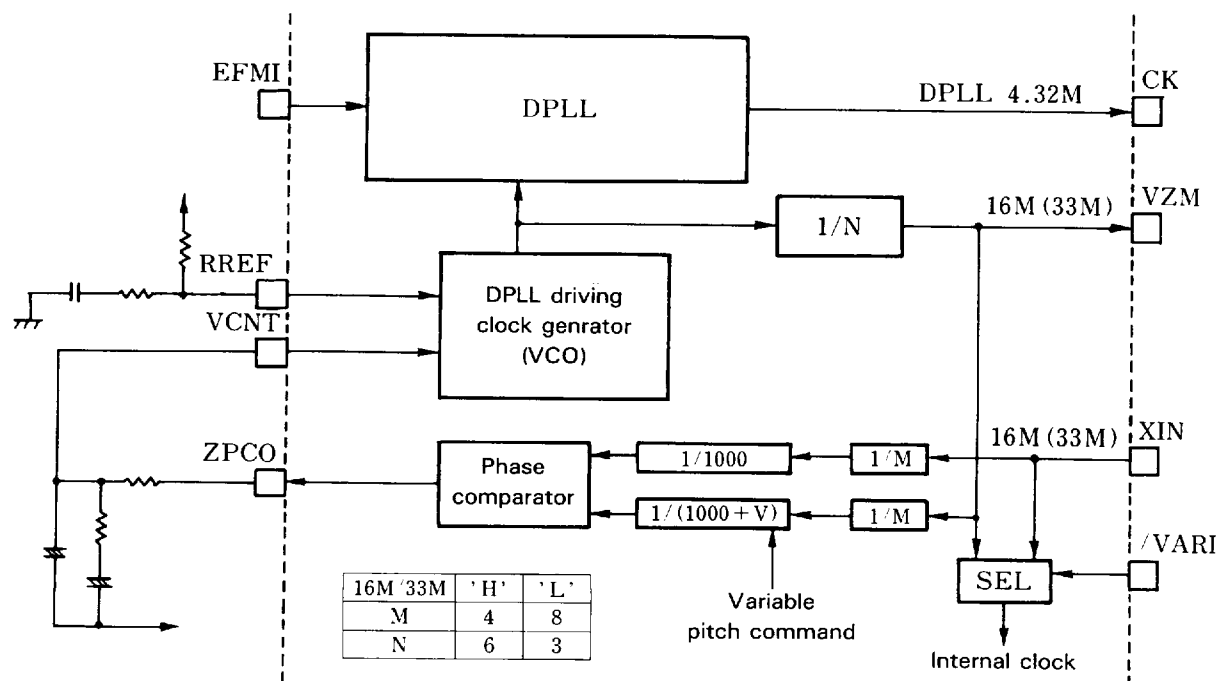 EFMI
DPLL
DPLL 4.32M
CK
1/N
16M (33M)
VZM
RREF
VCNT
DPLL driving
clock genrator
(VCO)
ZPCO
Phase
comparator
1/1000
1/M
16M (33M)
XIN
1/(1000 + V)
1/M
/VARI
SEL
16M/33M 'H' 'L'
M 4 8
N 6 3
Variable
pitch command
Internal clock